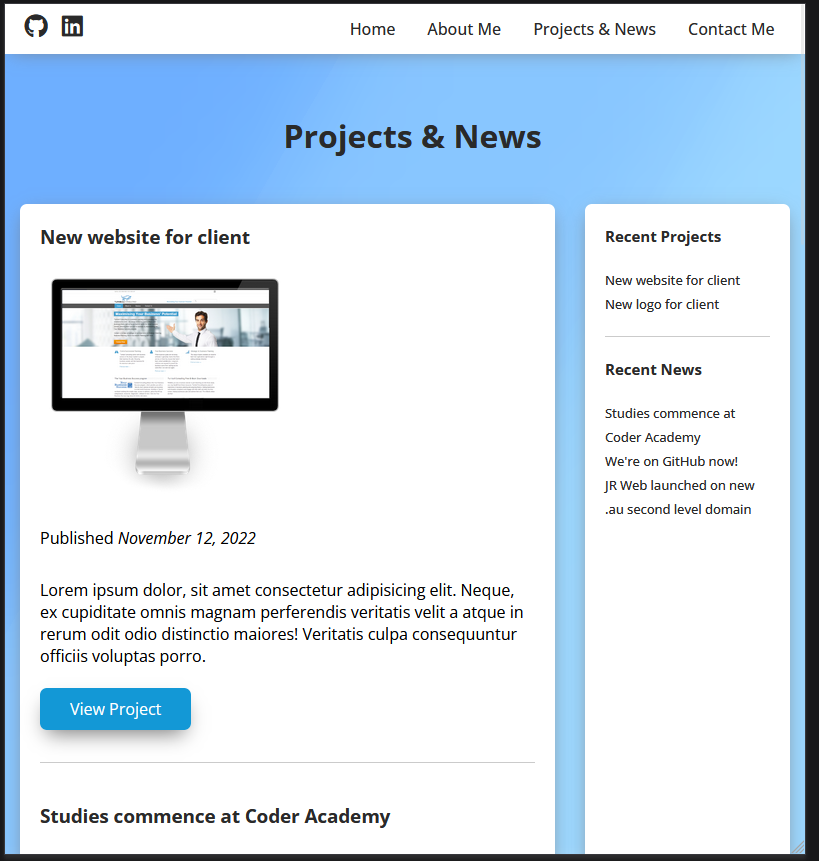 Home About Me Projects & News Contact Me
Projects & News
New website for client
Published November 12, 2022
Lorem ipsum dolor, sit amet consectetur adipisicing elit. Neque,
ex cupiditate omnis magnam perferendis veritatis velit a atque in
rerum odit odio distinctio maiores! Veritatis culpa consequuntur
officiis voluptas porro.
View Project
Studies commence at Coder Academy
Recent Projects
New website for client
New logo for client
Recent News
Studies commence at
Coder Academy
We're on GitHub now!
JR Web launched on new
.au second level domain